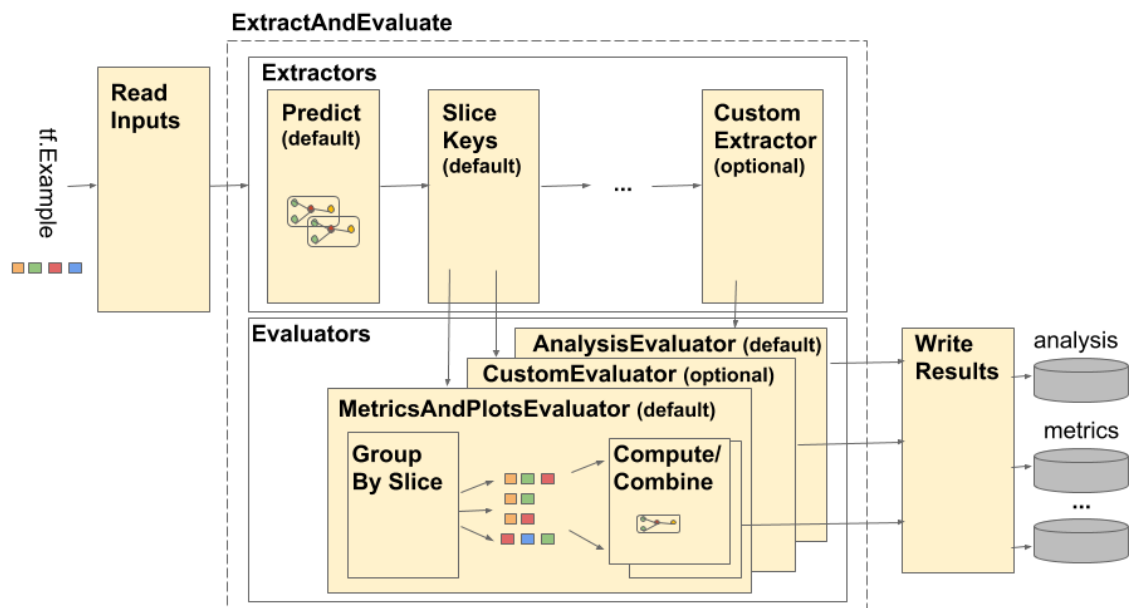 ExtractAndEvaluate
tf.Example
Read
Inputs
Extractors
Predict
(default)
Slice
Keys
(default)
...
Custom
Extractor
(optional)
Evaluators
AnalysisEvaluator (default)
CustomEvaluator (optional)
MetricsAndPlotsEvaluator (default)
Group
By Slice
Compute/
Combine
Write
Results
analysis
metrics
...